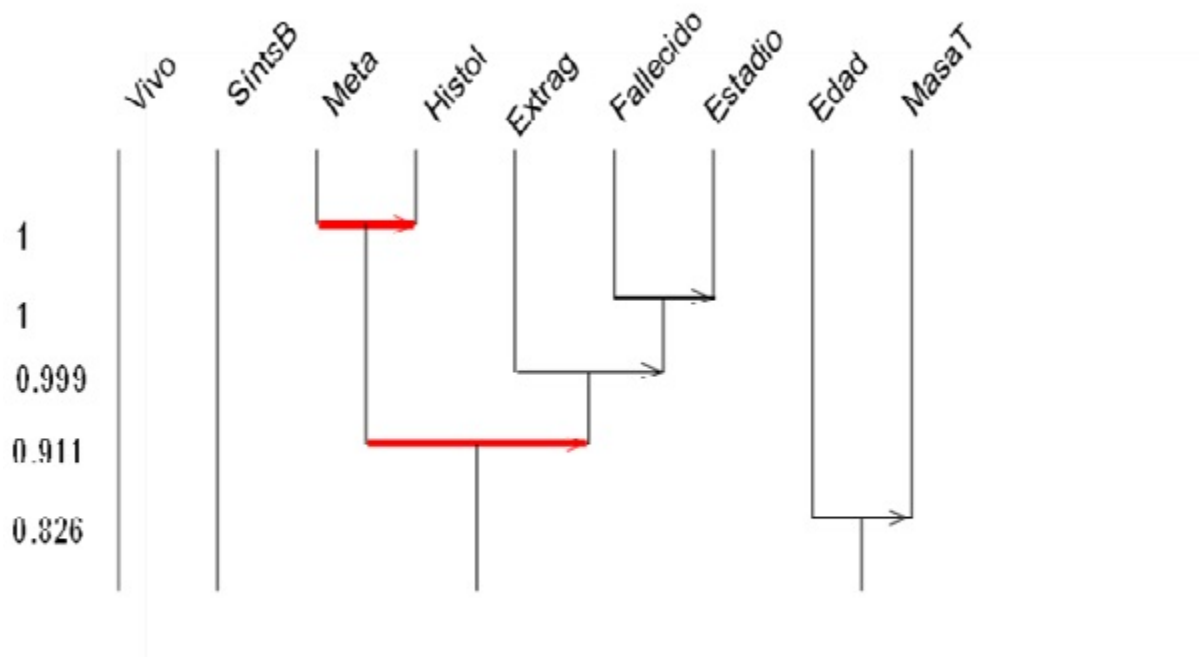 Vivo
SintsB
Meta
Histol
Extrag
Fallecido
Estadio
Edad
MasaT
1
1
0.999
0.911
0.826